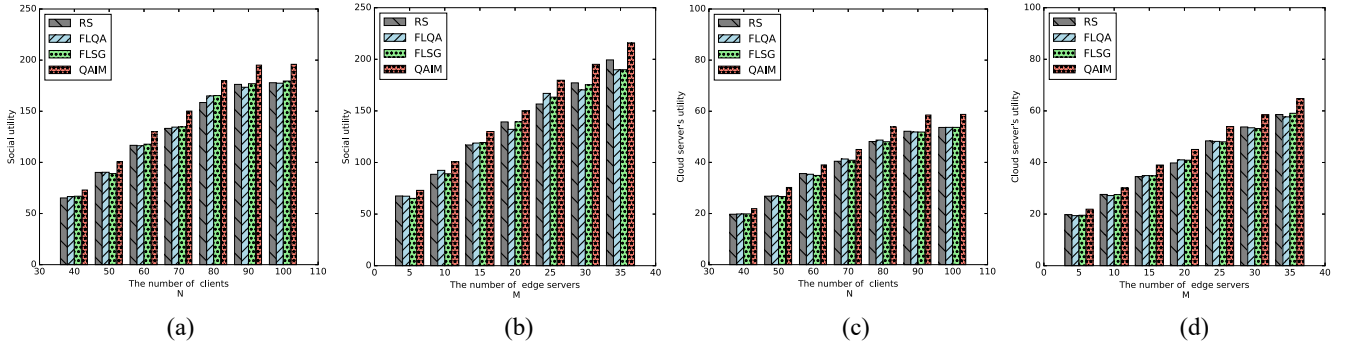 250
200
150
100
50
0
Social utility
RS
FLQA
FLSG
QAIM
30 40 50 60 70 80 90 100 110
The number of clients
N
(a)
250
200
150
100
50
0
Social utility
RS
FLQA
FLSG
QAIM
0 5 10 15 20 25 30 35 40
The number of edge servers
M
(b)
100
80
60
40
20
0
Cloud server's utility
RS
FLQA
FLSG
QAIM
30 40 50 60 70 80 90 100 110
The number of clients
N
(c)
100
80
60
40
20
0
Cloud server's utility
RS
FLQA
FLSG
QAIM
0 5 10 15 20 25 30 35 40
The number of edge servers
M
(d)